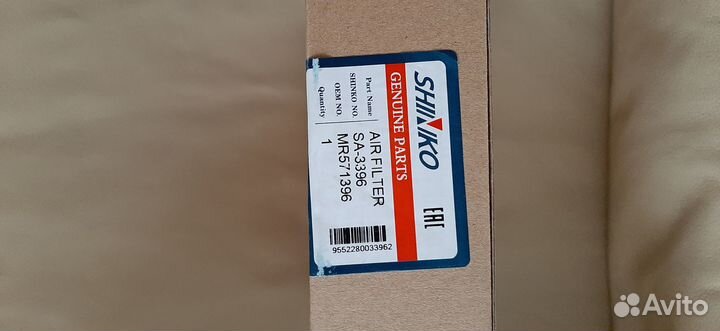 SHINKO
GENUINE PARTS
EAC
Part Name AIR FILTER
SHINKO NO. SA-3396
OEM NO. MR571396
Quantity 1
9552280033962
Avito